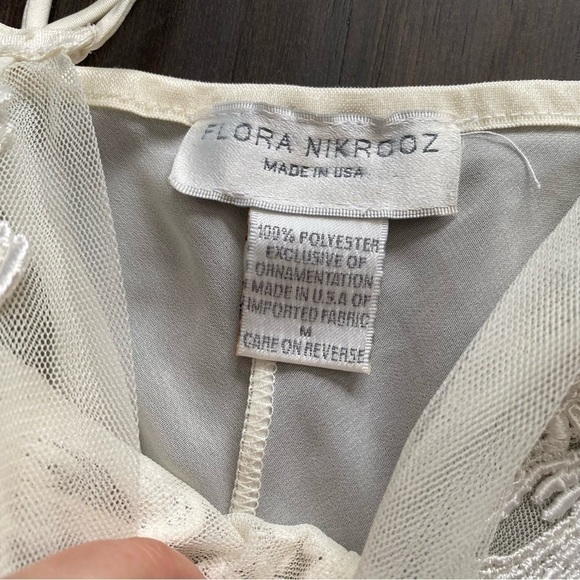 FLORA NIKROOZ
MADE IN USA
100% POLYESTER
EXCLUSIVE OF
ORNAMENTATION
MADE IN U.S.A OF
IMPORTED FABRIC
M
CARE ON REVERSE